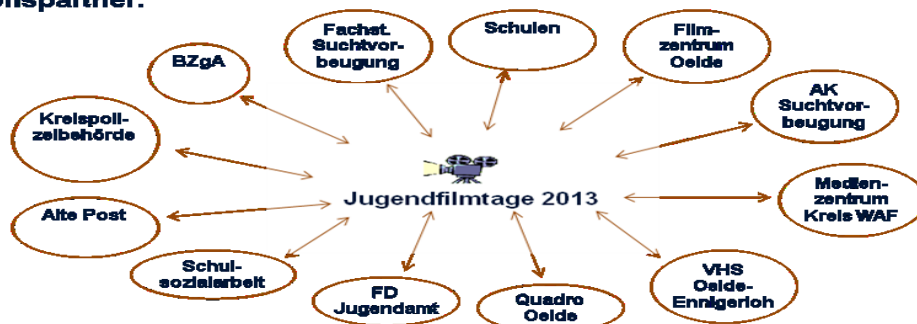 Fachst.
Suchtvor-
beugung
Schulen
Film-
zentrum
Oelde
BZgA
AK
Suchtvor-
beugung
Kreispoli-
zeibehörde
Jugendfilmtage 2013
Medien-
zentrum
Kreis WAF
Alte Post
Schul-
sozialarbeit
FD
Jugendamt
Quadro
Oelde
VHS
Oelde-
Ennigerloh